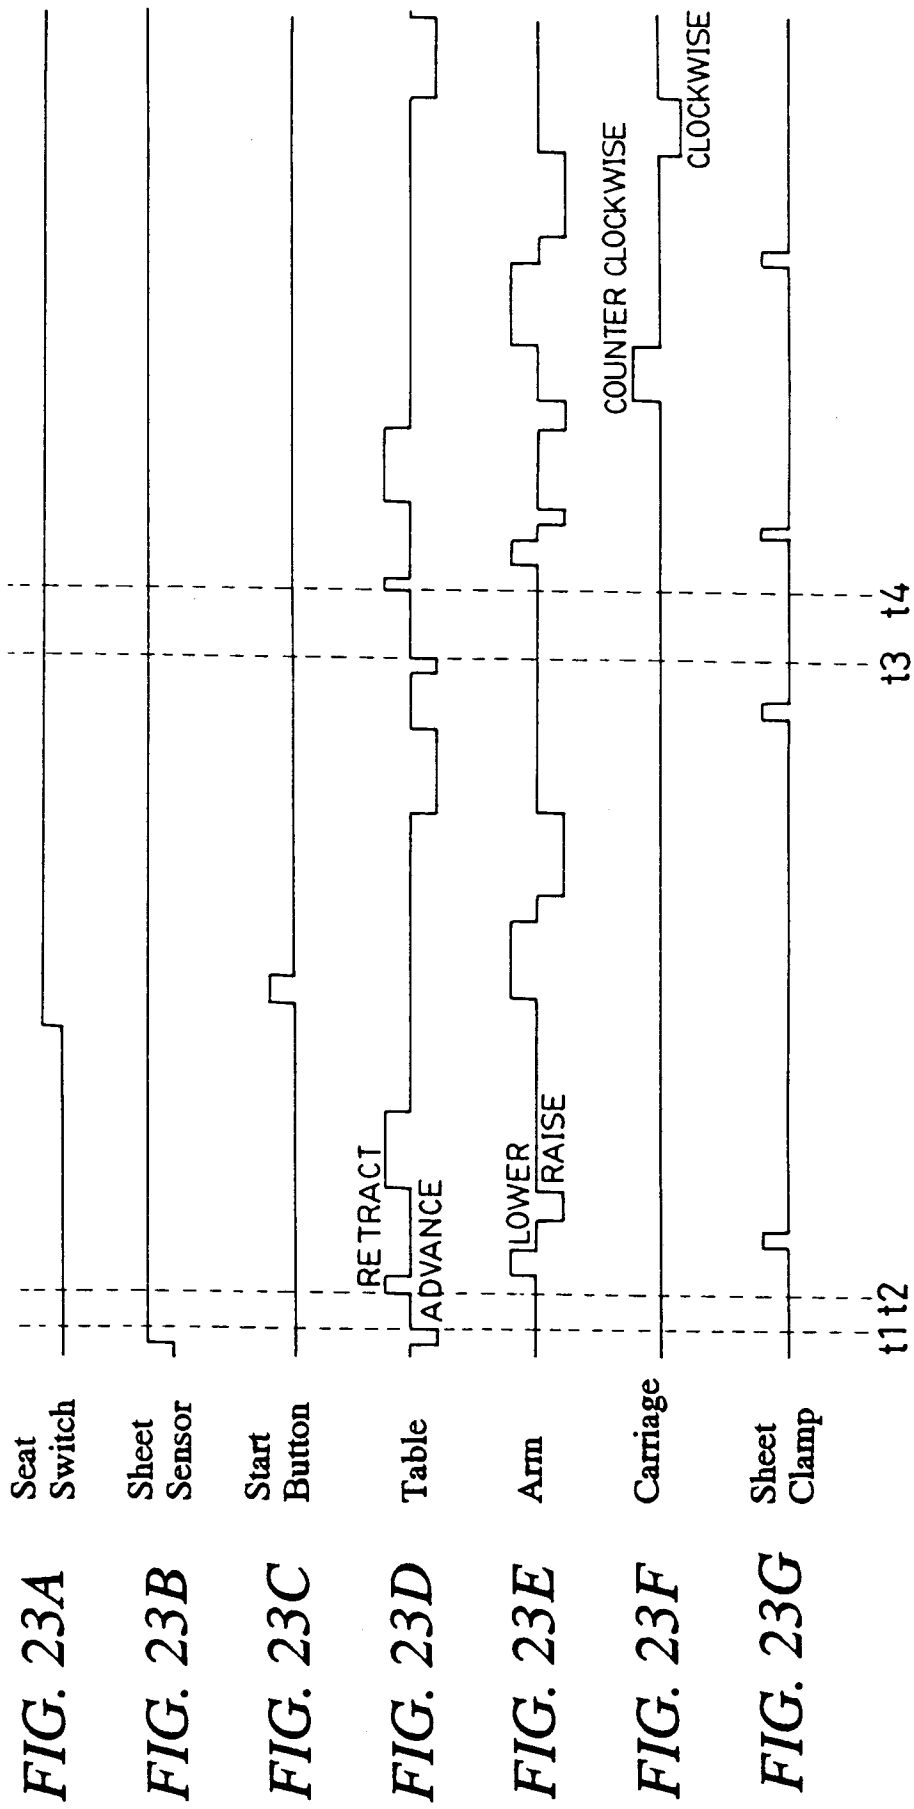 FIG. 23A
Seat
Switch
FIG. 23B
Sheet
Sensor
FIG. 23C
Start
Button
FIG. 23D
Table
RETRACT
ADVANCE
FIG. 23E
Arm
LOWER
RAISE
FIG. 23F
Carriage
COUNTER CLOCKWISE
CLOCKWISE
FIG. 23G
Sheet
Clamp
t1 t2
t3
t4